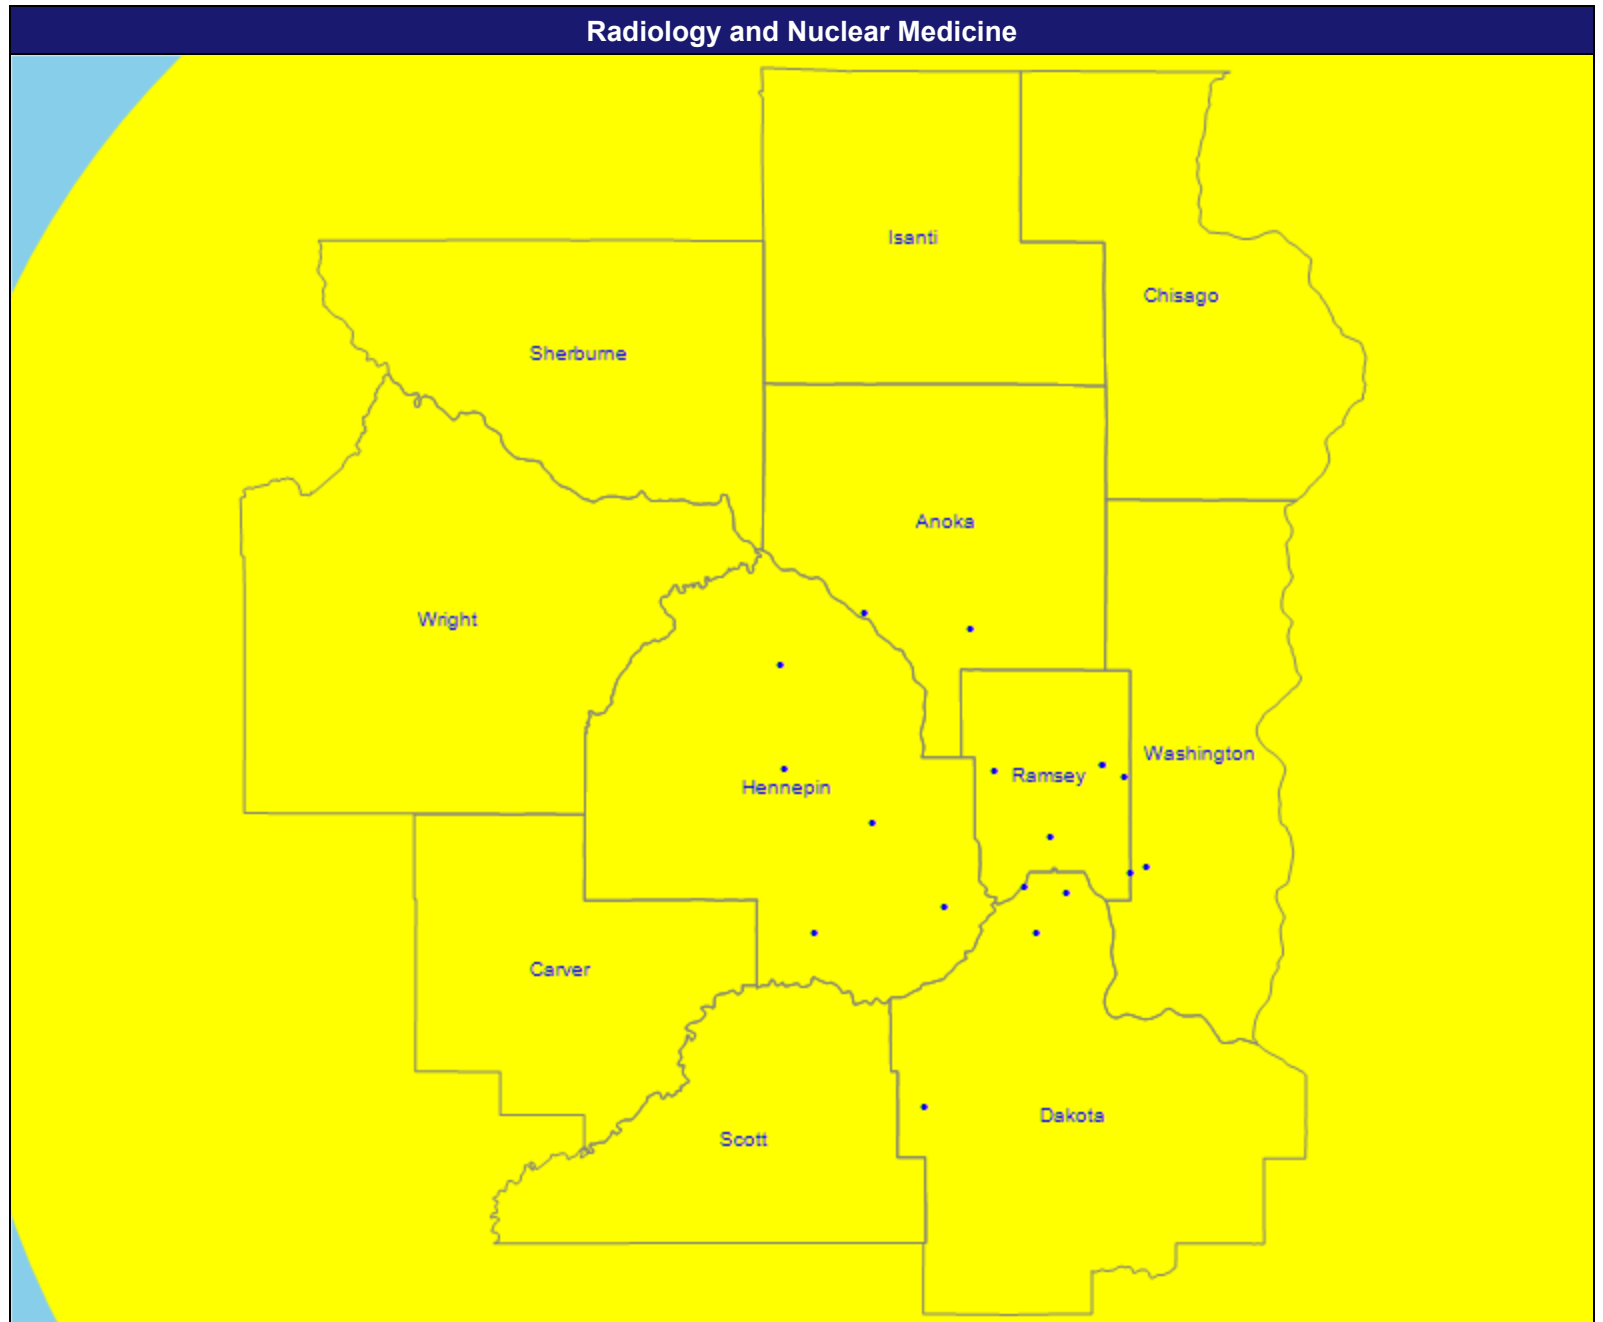 Radiology and Nuclear Medicine
Isanti
Chisago
Sherburne
Anoka
Wright
Washington
Ramsey
Hennepin
Carver
Dakota
Scott